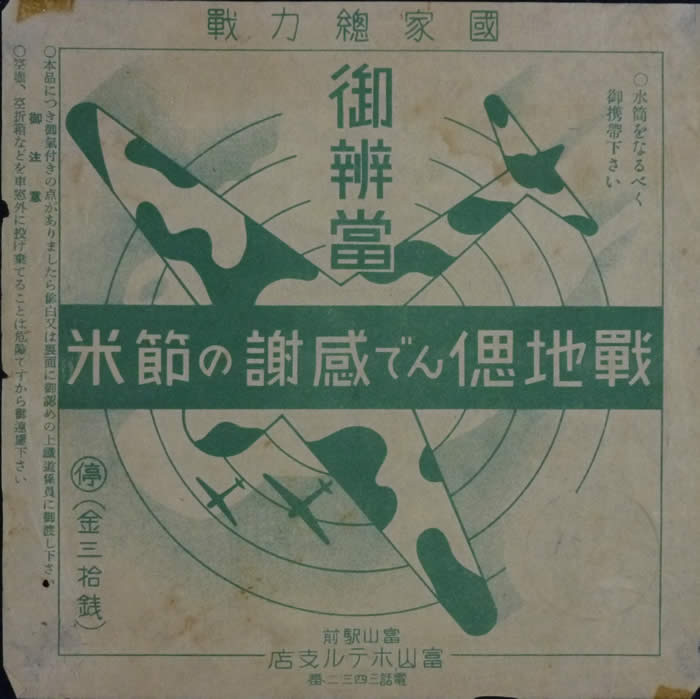 國家總力戰
○水筒をなるべく
御携帶下さい
御辨當
戰地偲んで感謝の節米
御注意
○本品につき御氣付きの点がありましたら餘白又は裏面に御認めの上鐵道係員に御渡し下さい
○空壜、空折箱などを車窓外に投げ棄てることは危險ですから御遠慮下さい
停(金三拾銭)
富山駅前
富山ホテル支店
電話三四三二番